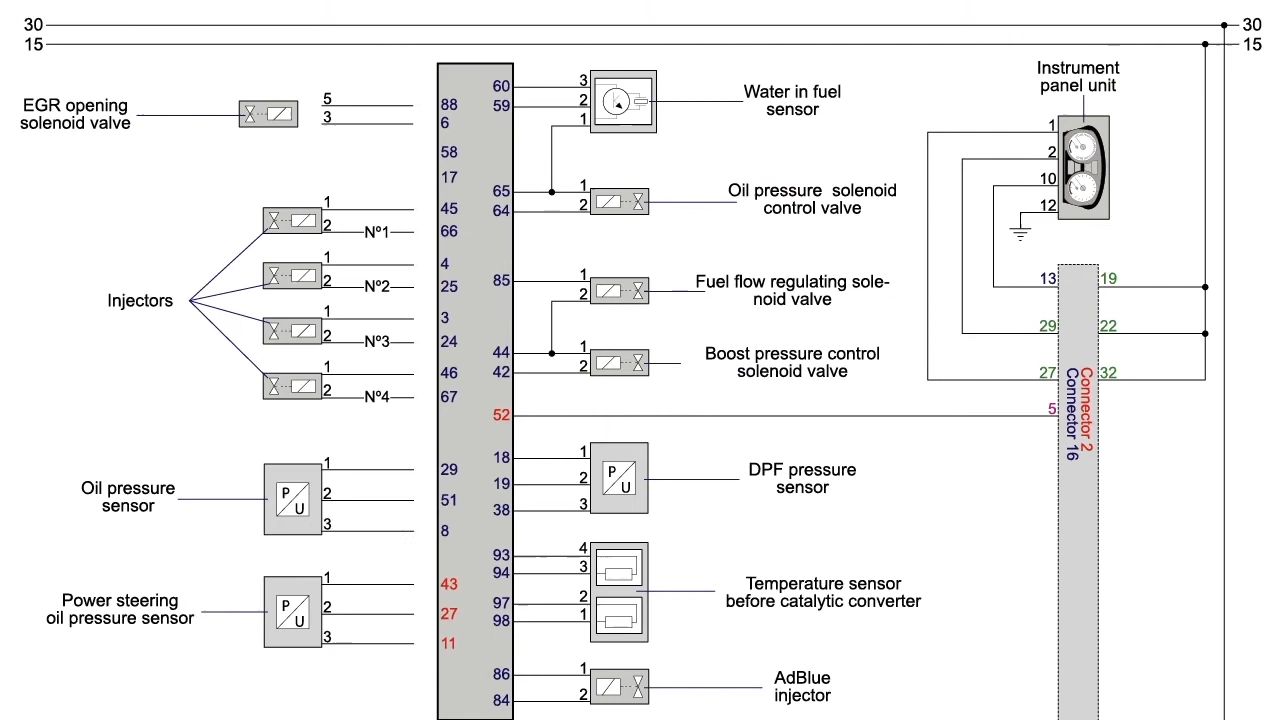 30
15
30
15
EGR opening
solenoid valve
5
3
88
6
58
17
Injectors
1
2
Nº1
45
66
1
2
Nº2
4
25
1
2
Nº3
3
24
1
2
Nº4
46
67
Oil pressure
sensor
1
2
3
29
51
8
Power steering
oil pressure sensor
1
2
3
43
27
11
P
U
P
U
60
59
3
2
1
Water in fuel
sensor
65
64
1
2
Oil pressure  solenoid
control valve
85
1
2
Fuel flow regulating sole-
noid valve
44
42
1
2
Boost pressure control
solenoid valve
52
18
19
38
1
2
3
P
U
DPF pressure
sensor
93
94
97
98
4
3
2
1
Temperature sensor
before catalytic converter
86
84
1
2
AdBlue
injector
Instrument
panel unit
1
2
10
12
13
29
27
5
19
22
32
Connector 2
Connector 16